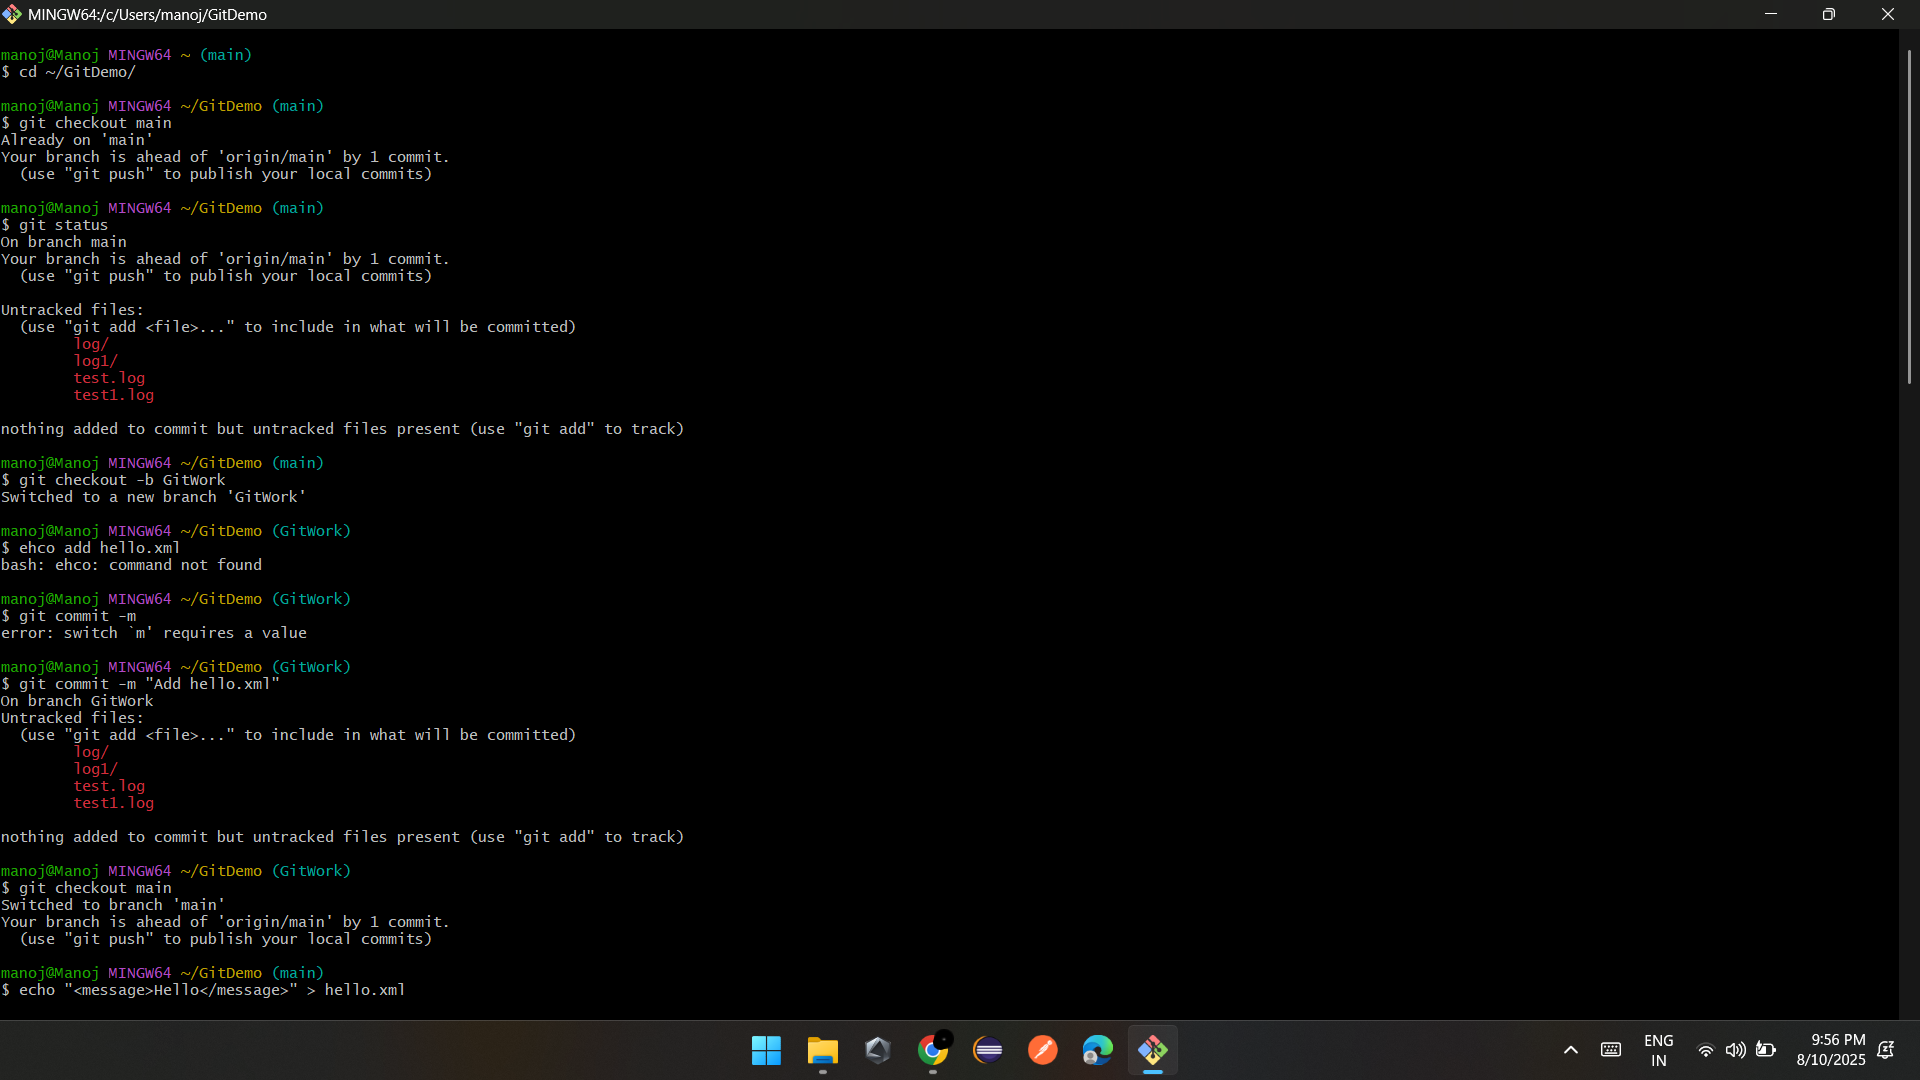 MINGW64:/c/Users/manoj/GitDemo
manoj@Manoj MINGW64 ~ (main)
$ cd ~/GitDemo/
manoj@Manoj MINGW64 ~/GitDemo (main)
$ git checkout main
Already on 'main'
Your branch is ahead of 'origin/main' by 1 commit.
  (use "git push" to publish your local commits)
manoj@Manoj MINGW64 ~/GitDemo (main)
$ git status
On branch main
Your branch is ahead of 'origin/main' by 1 commit.
  (use "git push" to publish your local commits)
Untracked files:
  (use "git add <file>..." to include in what will be committed)
        log/
        log1/
        test.log
        test1.log
nothing added to commit but untracked files present (use "git add" to track)
manoj@Manoj MINGW64 ~/GitDemo (main)
$ git checkout -b GitWork
Switched to a new branch 'GitWork'
manoj@Manoj MINGW64 ~/GitDemo (GitWork)
$ ehco add hello.xml
bash: ehco: command not found
manoj@Manoj MINGW64 ~/GitDemo (GitWork)
$ git commit -m
error: switch `m' requires a value
manoj@Manoj MINGW64 ~/GitDemo (GitWork)
$ git commit -m "Add hello.xml"
On branch GitWork
Untracked files:
  (use "git add <file>..." to include in what will be committed)
        log/
        log1/
        test.log
        test1.log
nothing added to commit but untracked files present (use "git add" to track)
manoj@Manoj MINGW64 ~/GitDemo (GitWork)
$ git checkout main
Switched to branch 'main'
Your branch is ahead of 'origin/main' by 1 commit.
  (use "git push" to publish your local commits)
manoj@Manoj MINGW64 ~/GitDemo (main)
$ echo "<message>Hello</message>" > hello.xml
ENG
IN
9:56 PM
8/10/2025